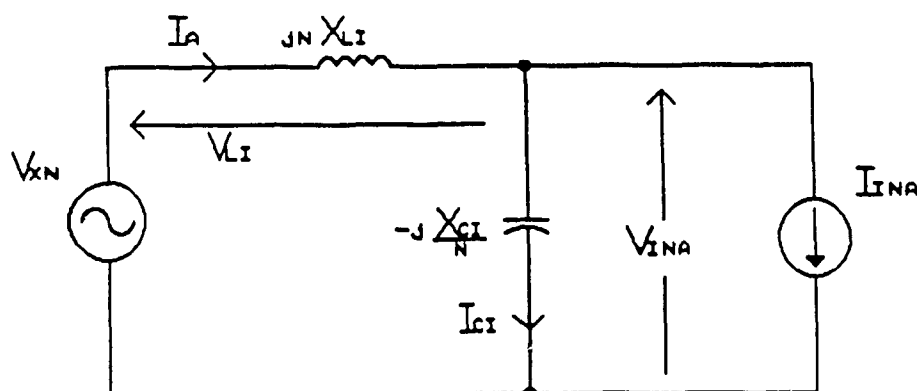 IA
jN XLI
VLI
VXN
IINA
-j XCI
N
VINA
ICI